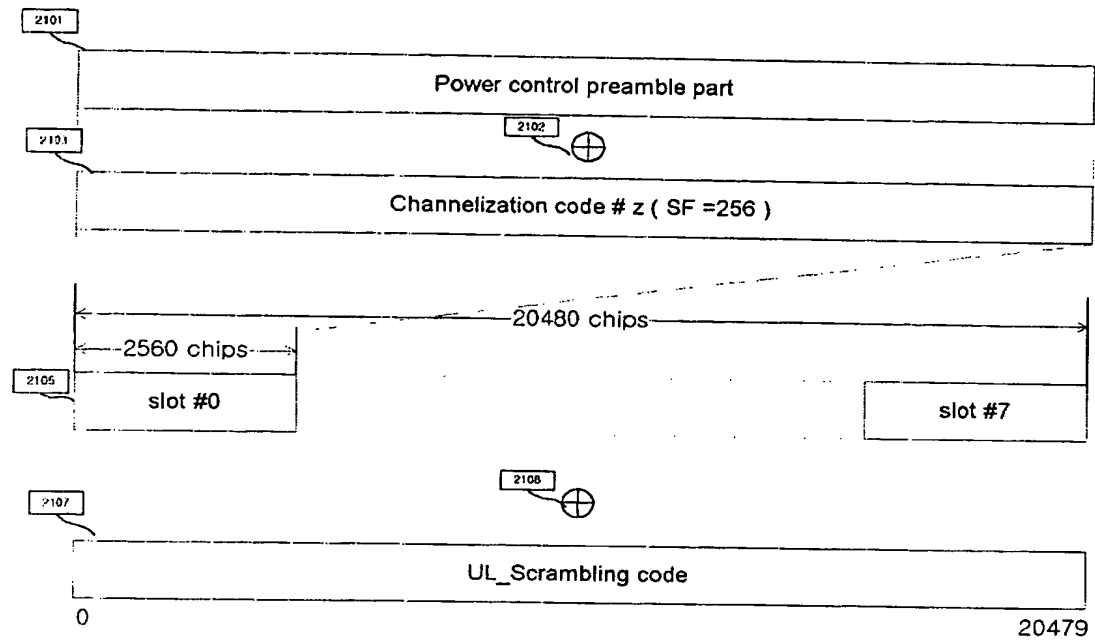 2101
Power control preamble part
2102
2103
Channelization code # z ( SF =256 )
20480 chips
2560 chips
2105
slot #0
slot #7
2108
2107
UL_Scrambling code
0
20479